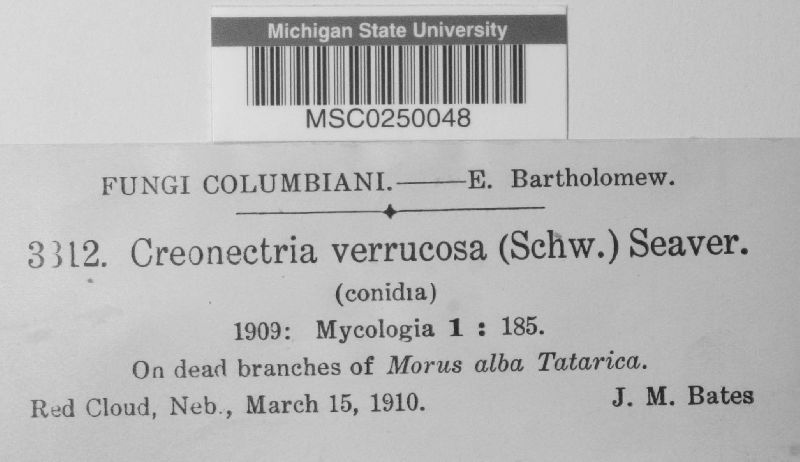 Michigan State University
MSC0250048
FUNGI COLUMBIANI.——E. Bartholomew.
3312. Creonectria verrucosa (Schw.) Seaver.
(conidia)
1909: Mycologia 1 : 185.
On dead branches of Morus alba Tatarica.
Red Cloud, Neb., March 15, 1910. J. M. Bates